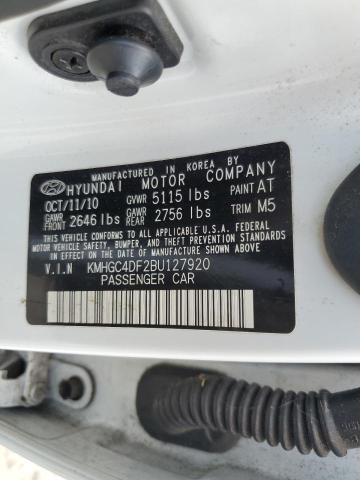 MANUFACTURED IN KOREA BY
HYUNDAI MOTOR COMPANY
OCT/11/10 GVWR 5115 lbs PAINT AT
GAWR FRONT 2646 lbs GAWR REAR 2756 lbs TRIM M5
THIS VEHICLE CONFORMS TO ALL APPLICABLE U.S.A. FEDERAL
MOTOR VEHICLE SAFETY, BUMPER, AND THEFT PREVENTION
STANDARDS IN EFFECT ON THE DATE OF MANUFACTURE SHOWN ABOVE.
V.I.N KMHGC4DF2BU127920
PASSENGER CAR